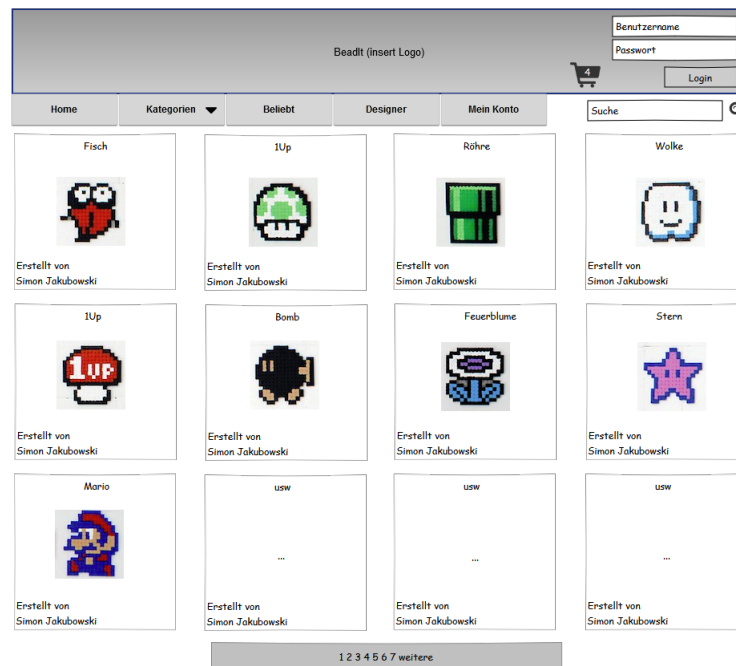 Benutzername
BeadIt (insert Logo)
Passwort
4
Login
Home Kategorien Beliebt Designer Mein Konto Suche
Fisch 1Up Röhre Wolke
Erstellt von Erstellt von Erstellt von Erstellt von
Simon Jakubowski Simon Jakubowski Simon Jakubowski Simon Jakubowski
1Up Bomb Feuerblume Stern
1UP
Erstellt von Erstellt von Erstellt von Erstellt von
Simon Jakubowski Simon Jakubowski Simon Jakubowski Simon Jakubowski
Mario usw usw usw
... ... ...
Erstellt von Erstellt von Erstellt von Erstellt von
Simon Jakubowski Simon Jakubowski Simon Jakubowski Simon Jakubowski
1 2 3 4 5 6 7 weitere